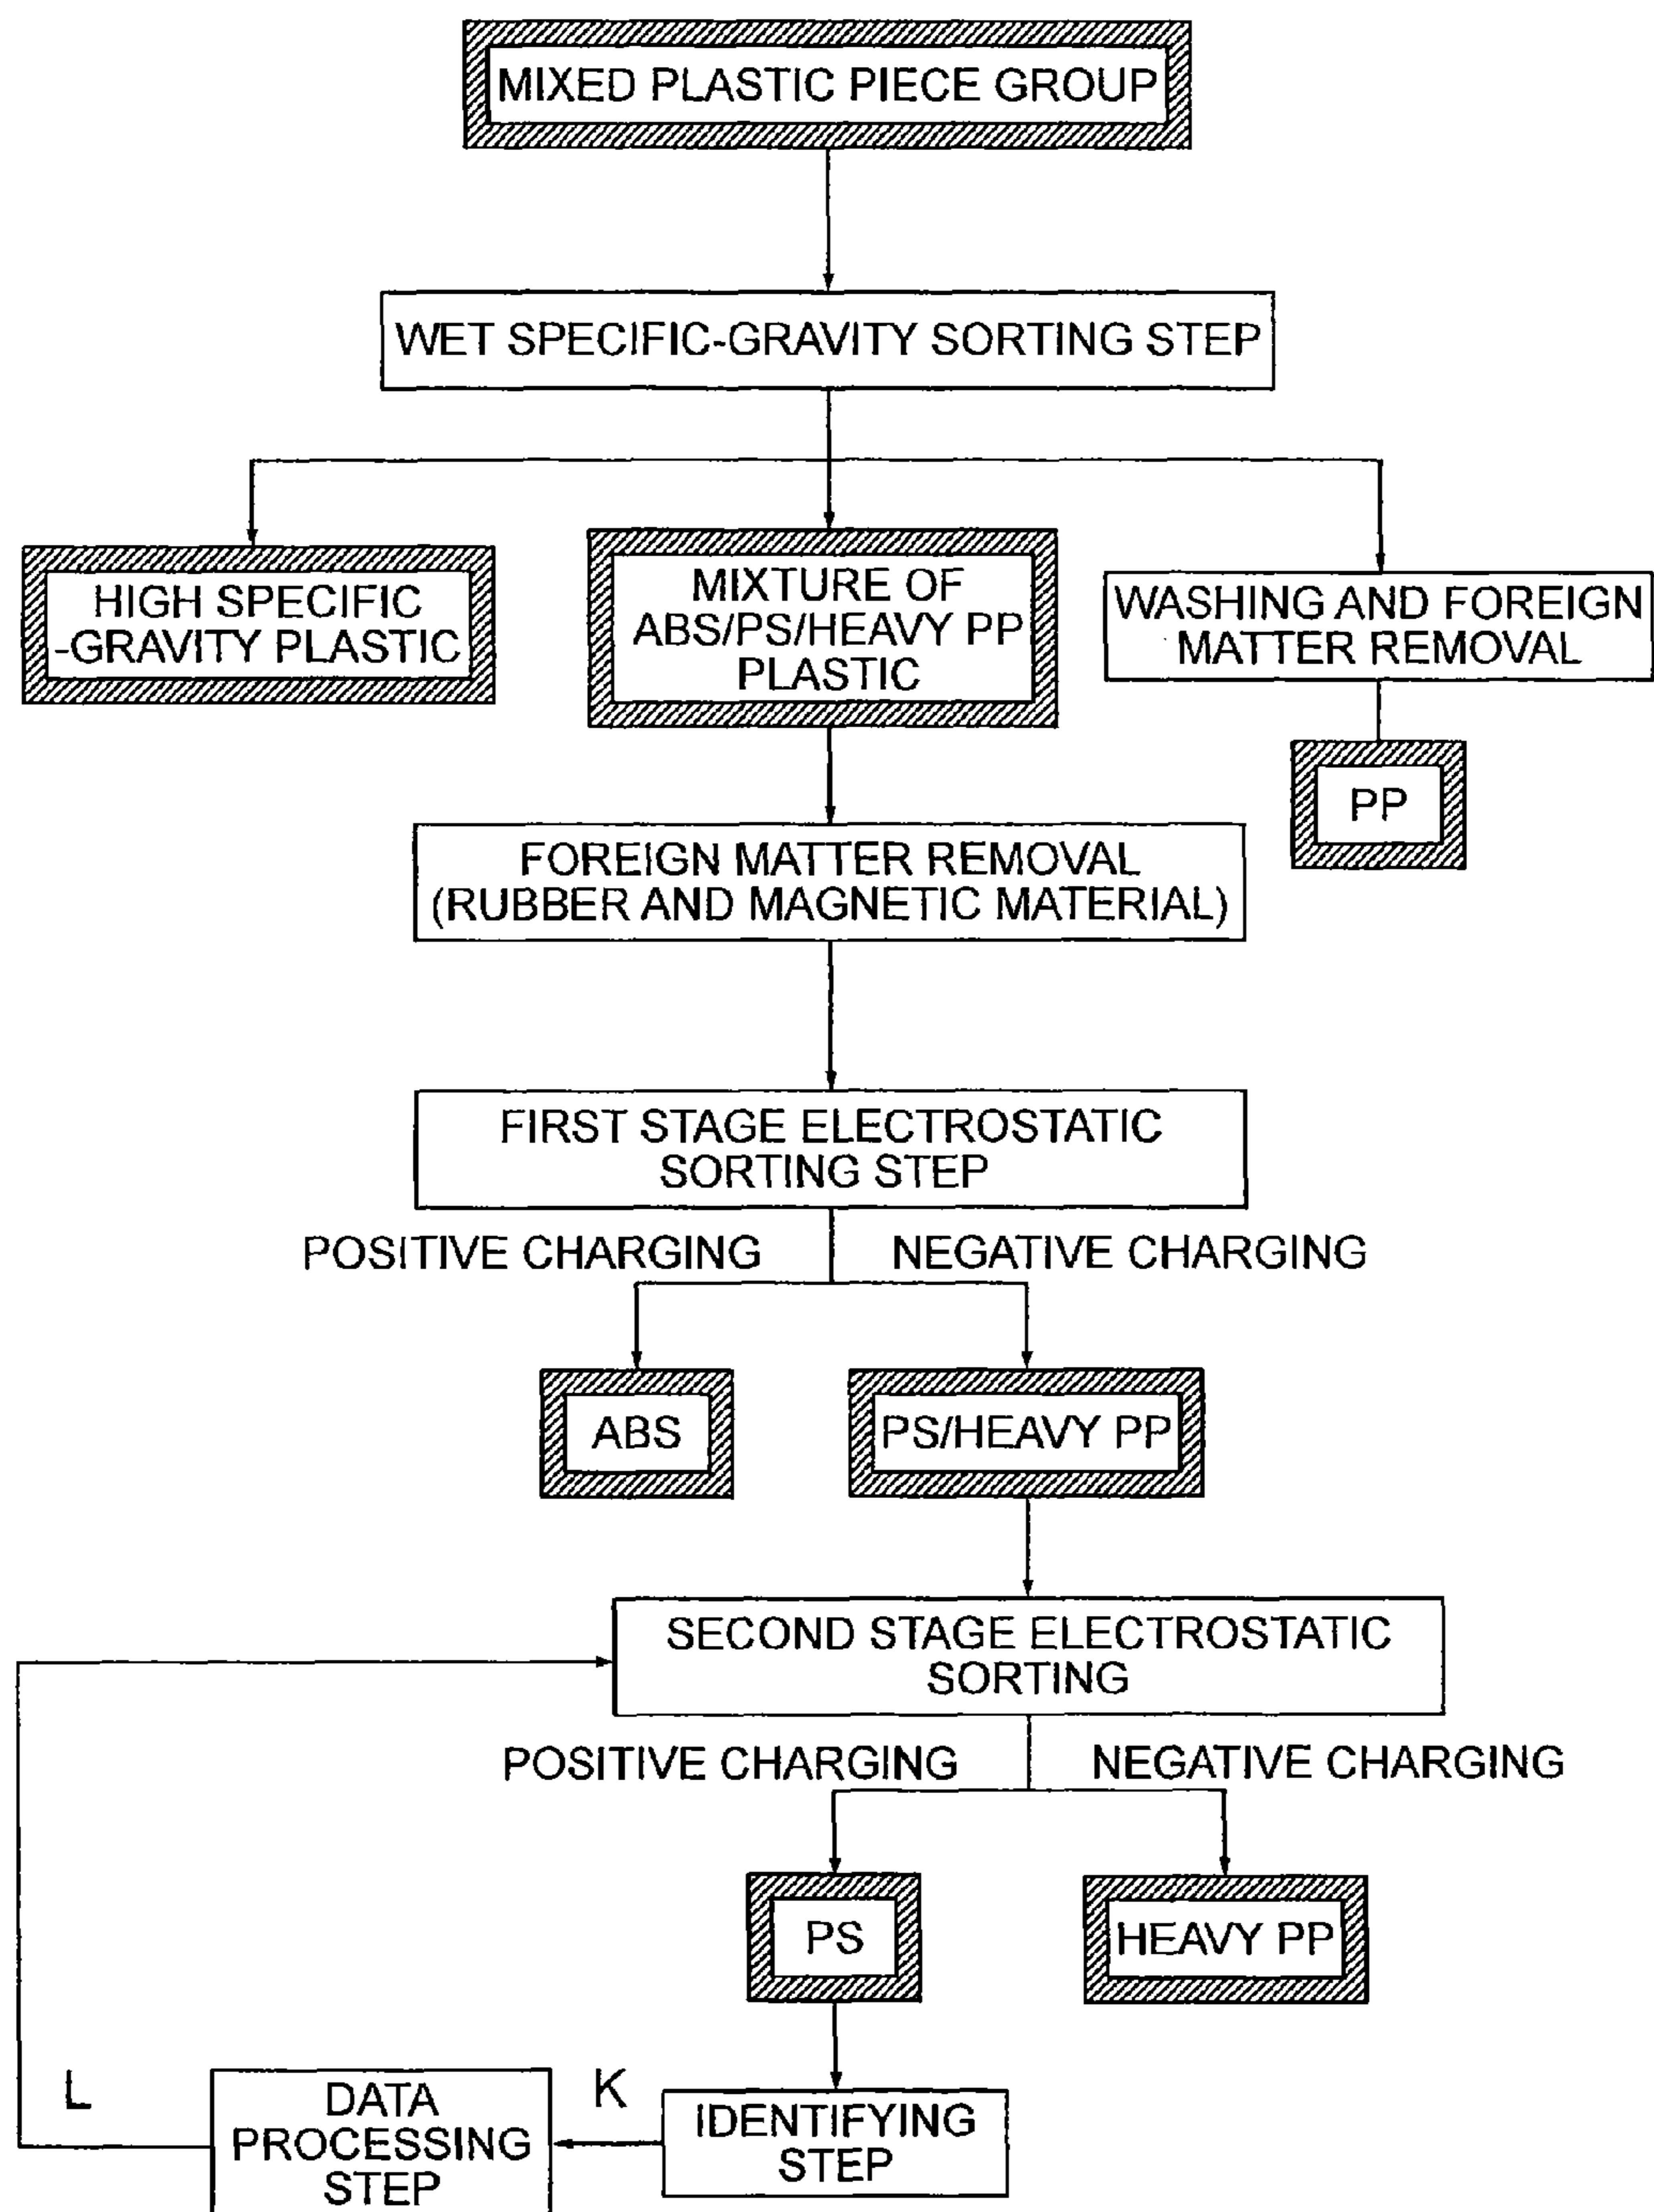 MIXED PLASTIC PIECE GROUP
WET SPECIFIC-GRAVITY SORTING STEP
HIGH SPECIFIC
-GRAVITY PLASTIC
MIXTURE OF
ABS/PS/HEAVY PP
PLASTIC
WASHING AND FOREIGN
MATTER REMOVAL
PP
FOREIGN MATTER REMOVAL
(RUBBER AND MAGNETIC MATERIAL)
FIRST STAGE ELECTROSTATIC
SORTING STEP
POSITIVE CHARGING
NEGATIVE CHARGING
ABS
PS/HEAVY PP
SECOND STAGE ELECTROSTATIC
SORTING
POSITIVE CHARGING
NEGATIVE CHARGING
PS
HEAVY PP
L
DATA
PROCESSING
STEP
K
IDENTIFYING
STEP